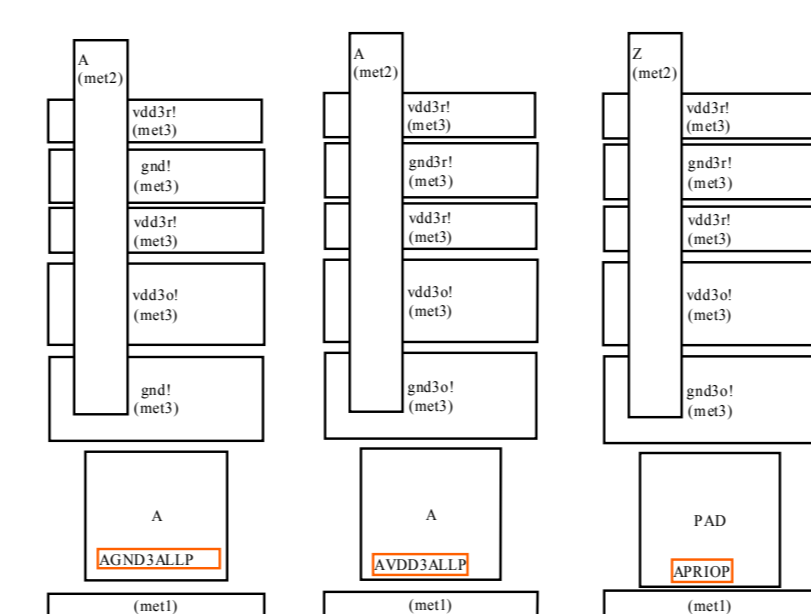 A
(met2)
vdd3r!
(met3)
gnd!
(met3)
vdd3r!
(met3)
vdd3o!
(met3)
gnd!
(met3)
A
AGND3ALLP
(met1)
A
(met2)
vdd3r!
(met3)
gnd3r!
(met3)
vdd3r!
(met3)
vdd3o!
(met3)
gnd3o!
(met3)
A
AVDD3ALLP
(met1)
Z
(met2)
vdd3r!
(met3)
gnd3r!
(met3)
vdd3r!
(met3)
vdd3o!
(met3)
gnd3o!
(met3)
PAD
APRIOP
(met1)